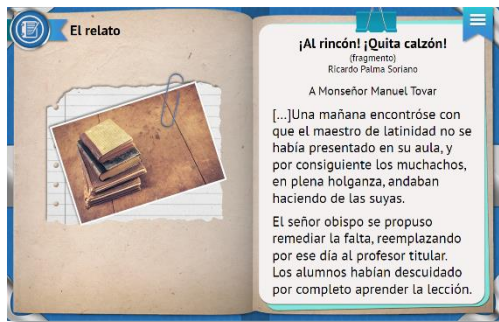 El relato
¡Al rincón! ¡Quita calzón!
(fragmento)
Ricardo Palma Soriano
A Monseñor Manuel Tovar
[...]Una mañana encontróse con
que el maestro de latinidad no se
había presentado en su aula, y
por consiguiente los muchachos,
en plena holganza, andaban
haciendo de las suyas.
El señor obispo se propuso
remediar la falta, reemplazando
por ese día al profesor titular.
Los alumnos habían descuidado
por completo aprender la lección.